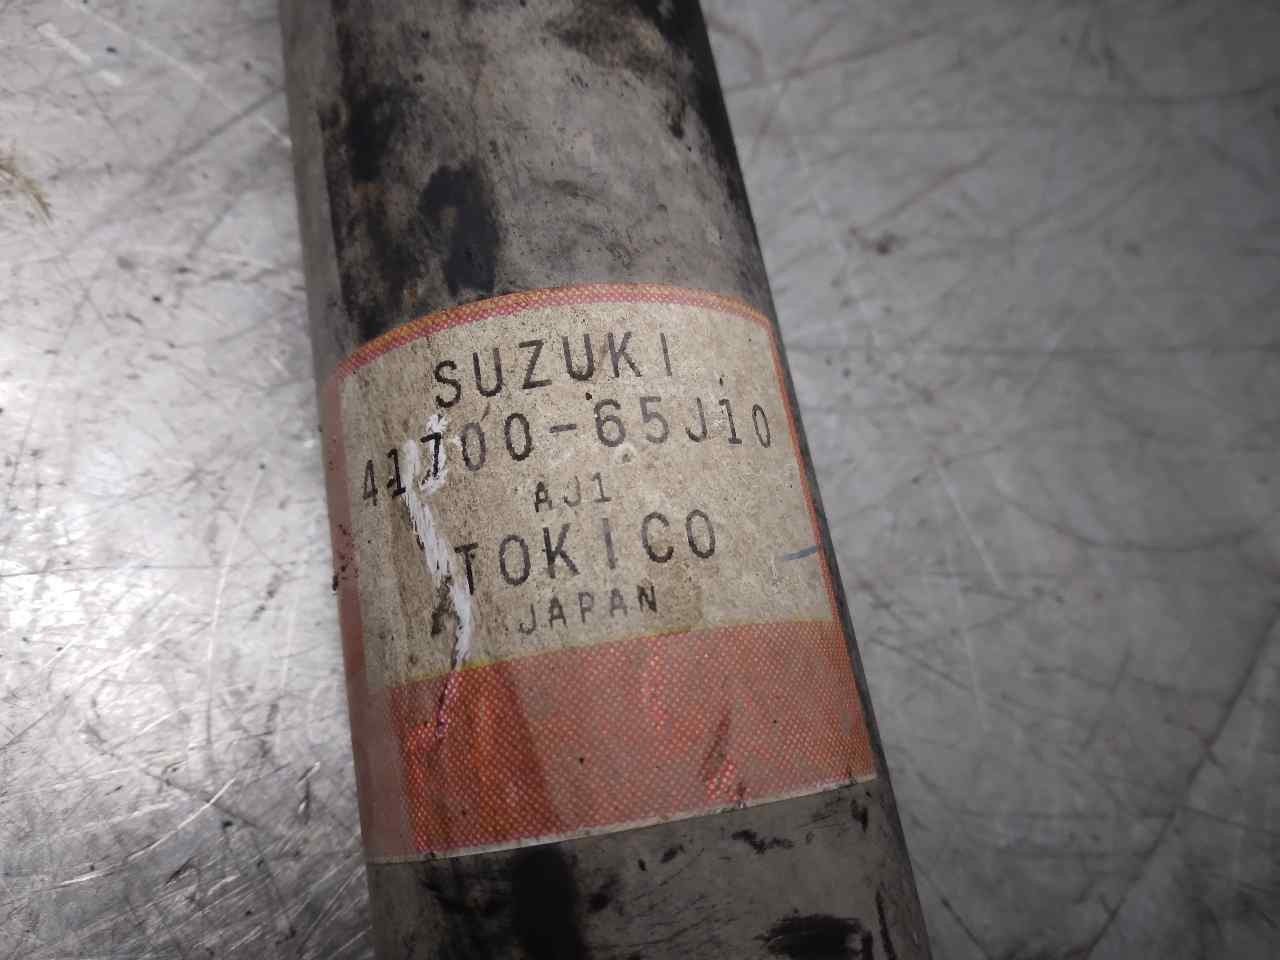 SUZUKI
41700-65J10
AJ1
TOKICO
JAPAN